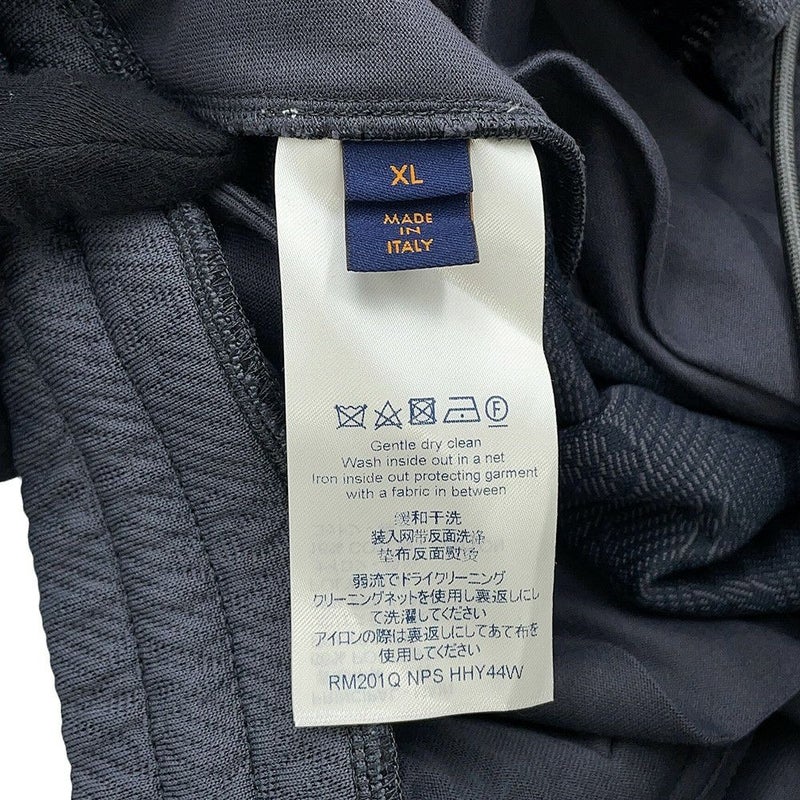 XL
MADE
IN
ITALY
F
Gentle dry clean
Wash inside out in a net
Iron inside out protecting garment
with a fabric in between
缓和干洗
装入网带反面洗涤
垫布反面熨烫
弱流でドライクリーニング
クリーニングネットを使用し裏返しに
して洗濯してください
アイロンの際は裏返しにしてあて布を
使用してください
RM201Q NPS HHY44W